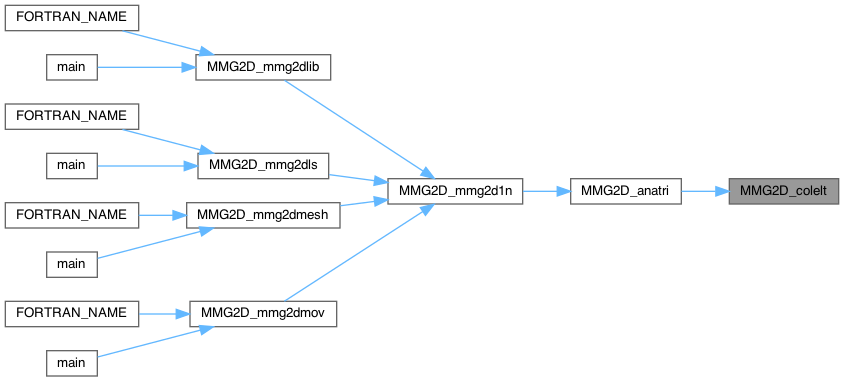 FORTRAN_NAME
main
MMG2D_mmg2dlib
FORTRAN_NAME
main
MMG2D_mmg2dls
MMG2D_mmg2d1n
MMG2D_anatri
MMG2D_colelt
FORTRAN_NAME
MMG2D_mmg2dmesh
main
FORTRAN_NAME
MMG2D_mmg2dmov
main